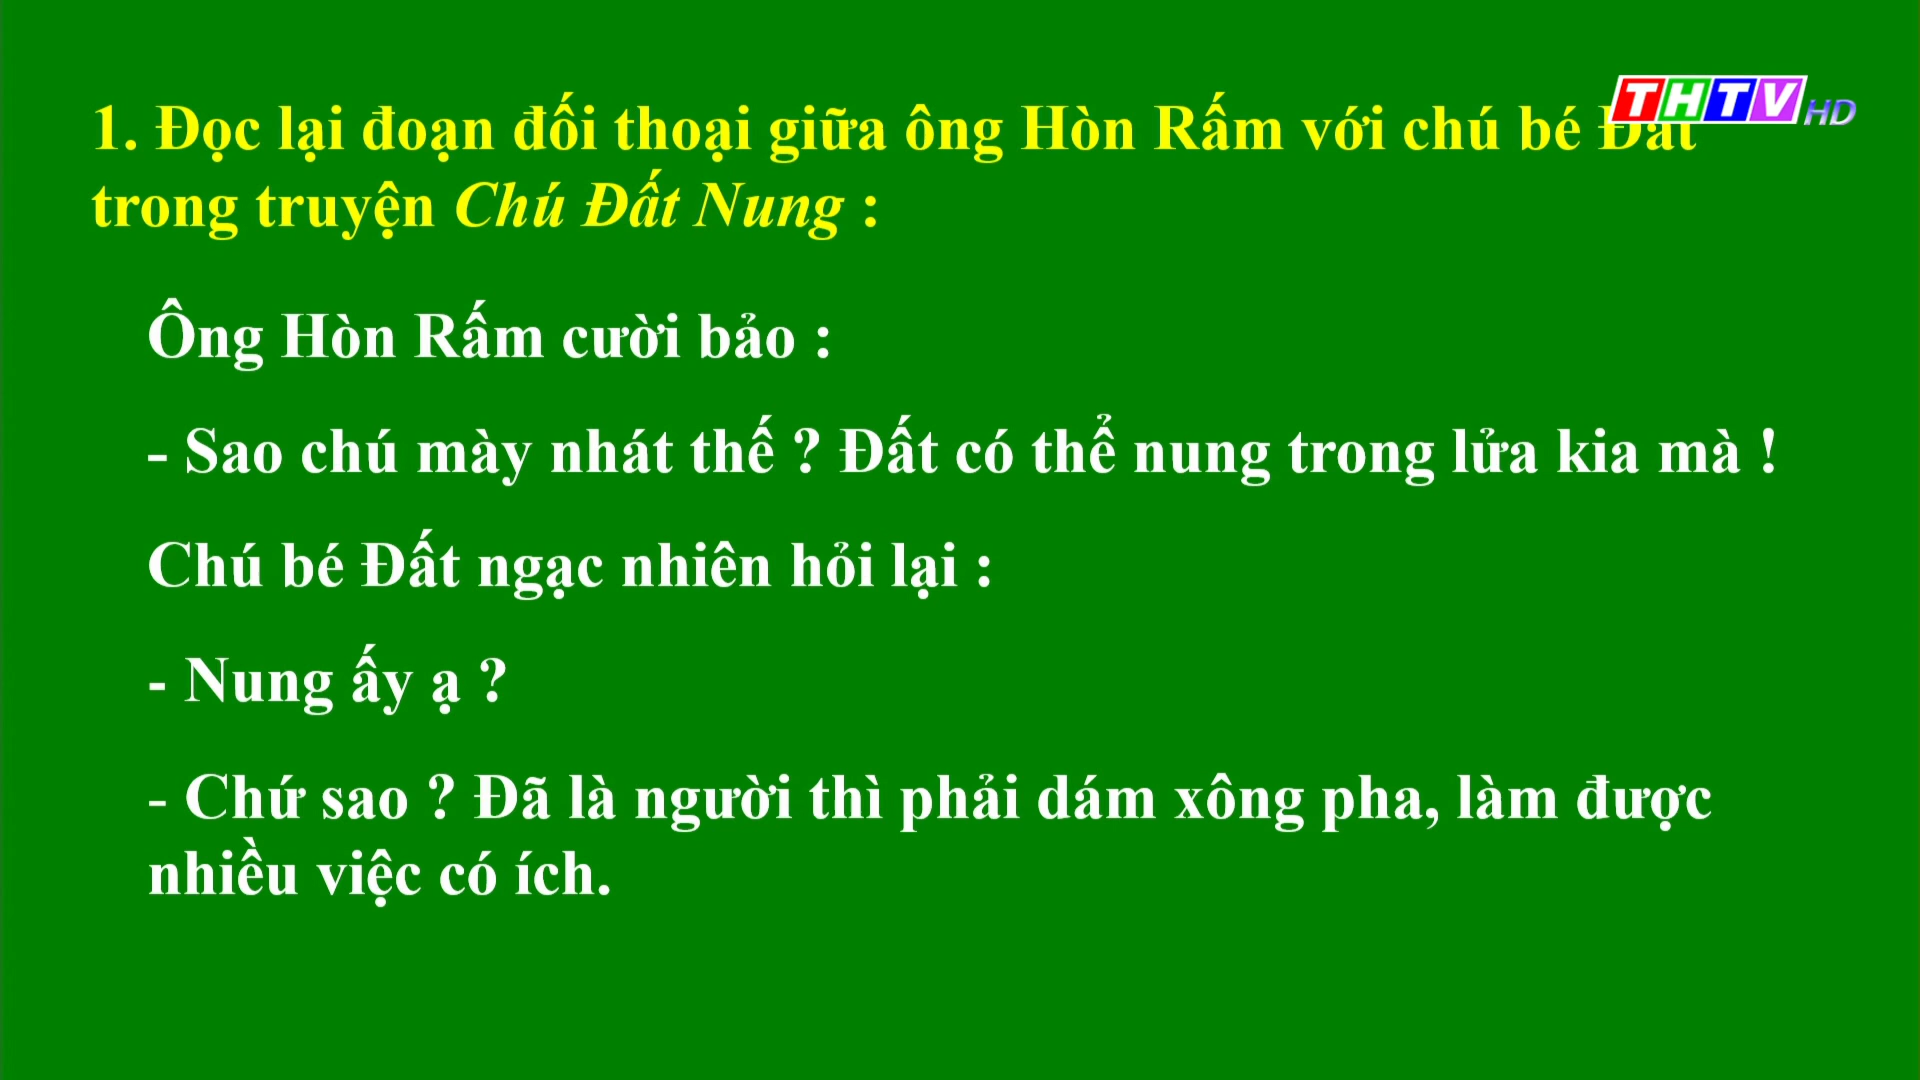 1. Đọc lại đoạn đối thoại giữa ông Hòn Rấm với chú bé Đất
THTV HD
trong truyện Chú Đất Nung :
Ông Hòn Rấm cười bảo :
- Sao chú mày nhát thế ? Đất có thể nung trong lửa kia mà !
Chú bé Đất ngạc nhiên hỏi lại :
- Nung ấy ạ ?
- Chứ sao ? Đã là người thì phải dám xông pha, làm được
nhiều việc có ích.